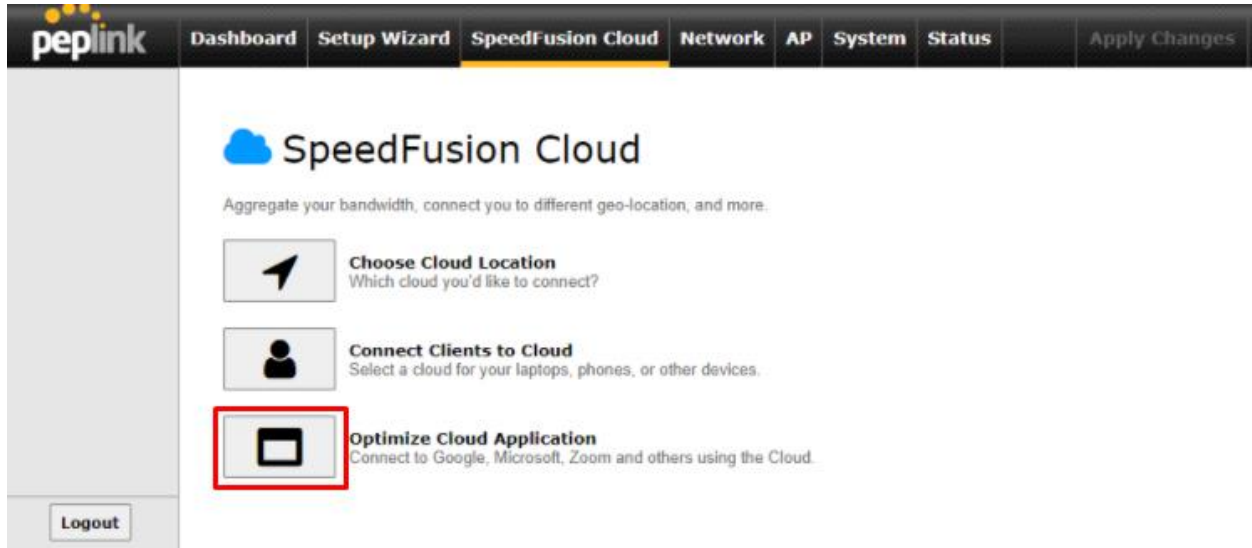 peplink
Dashboard Setup Wizard SpeedFusion Cloud Network AP System Status Apply Changes
SpeedFusion Cloud
Aggregate your bandwidth, connect you to different geo-location, and more.
Choose Cloud Location
Which cloud you'd like to connect?
Connect Clients to Cloud
Select a cloud for your laptops, phones, or other devices.
Optimize Cloud Application
Connect to Google, Microsoft, Zoom and others using the Cloud.
Logout